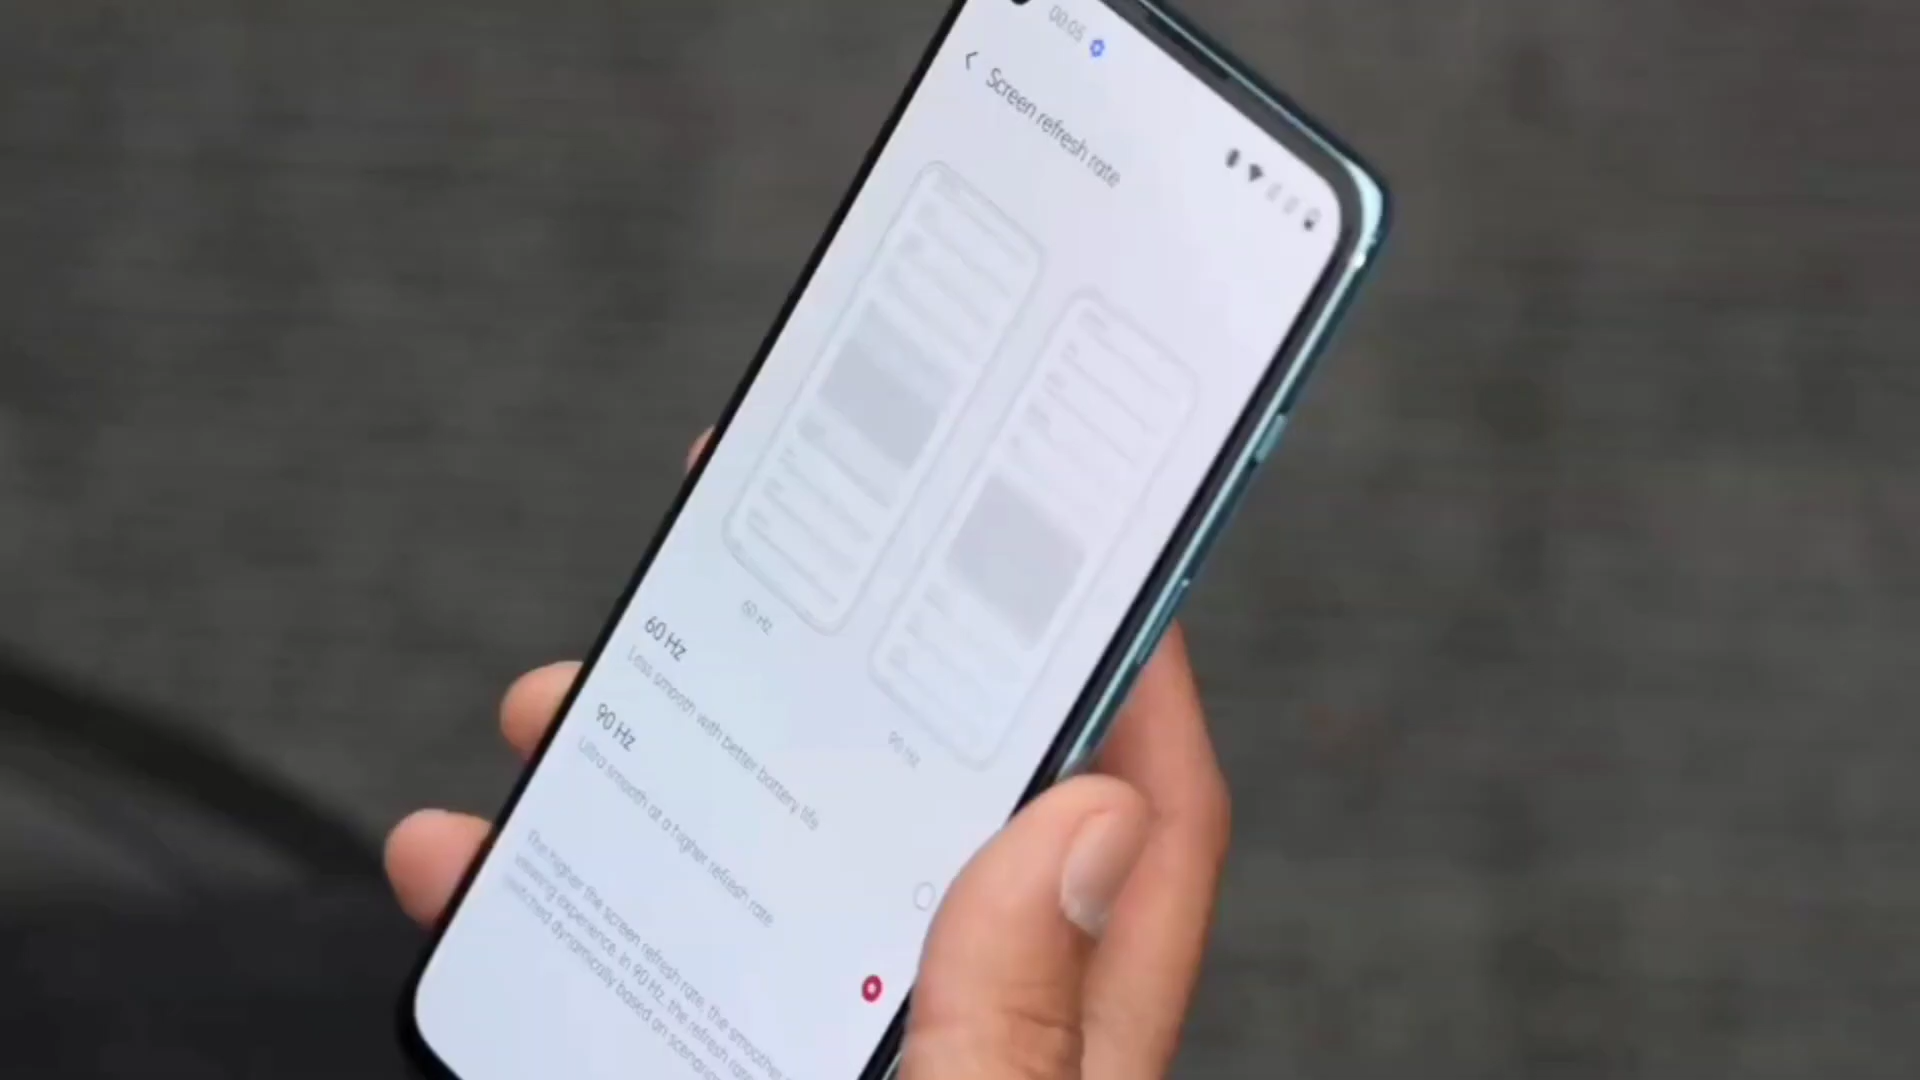 00:05
Screen refresh rate
60 Hz
90 Hz
60 Hz
Less smooth with better battery life
90 Hz
Ultra smooth at a higher refresh rate
The higher the screen refresh rate, the smoother
viewing experience. In 90 Hz, the refresh rate
switched dynamically based on